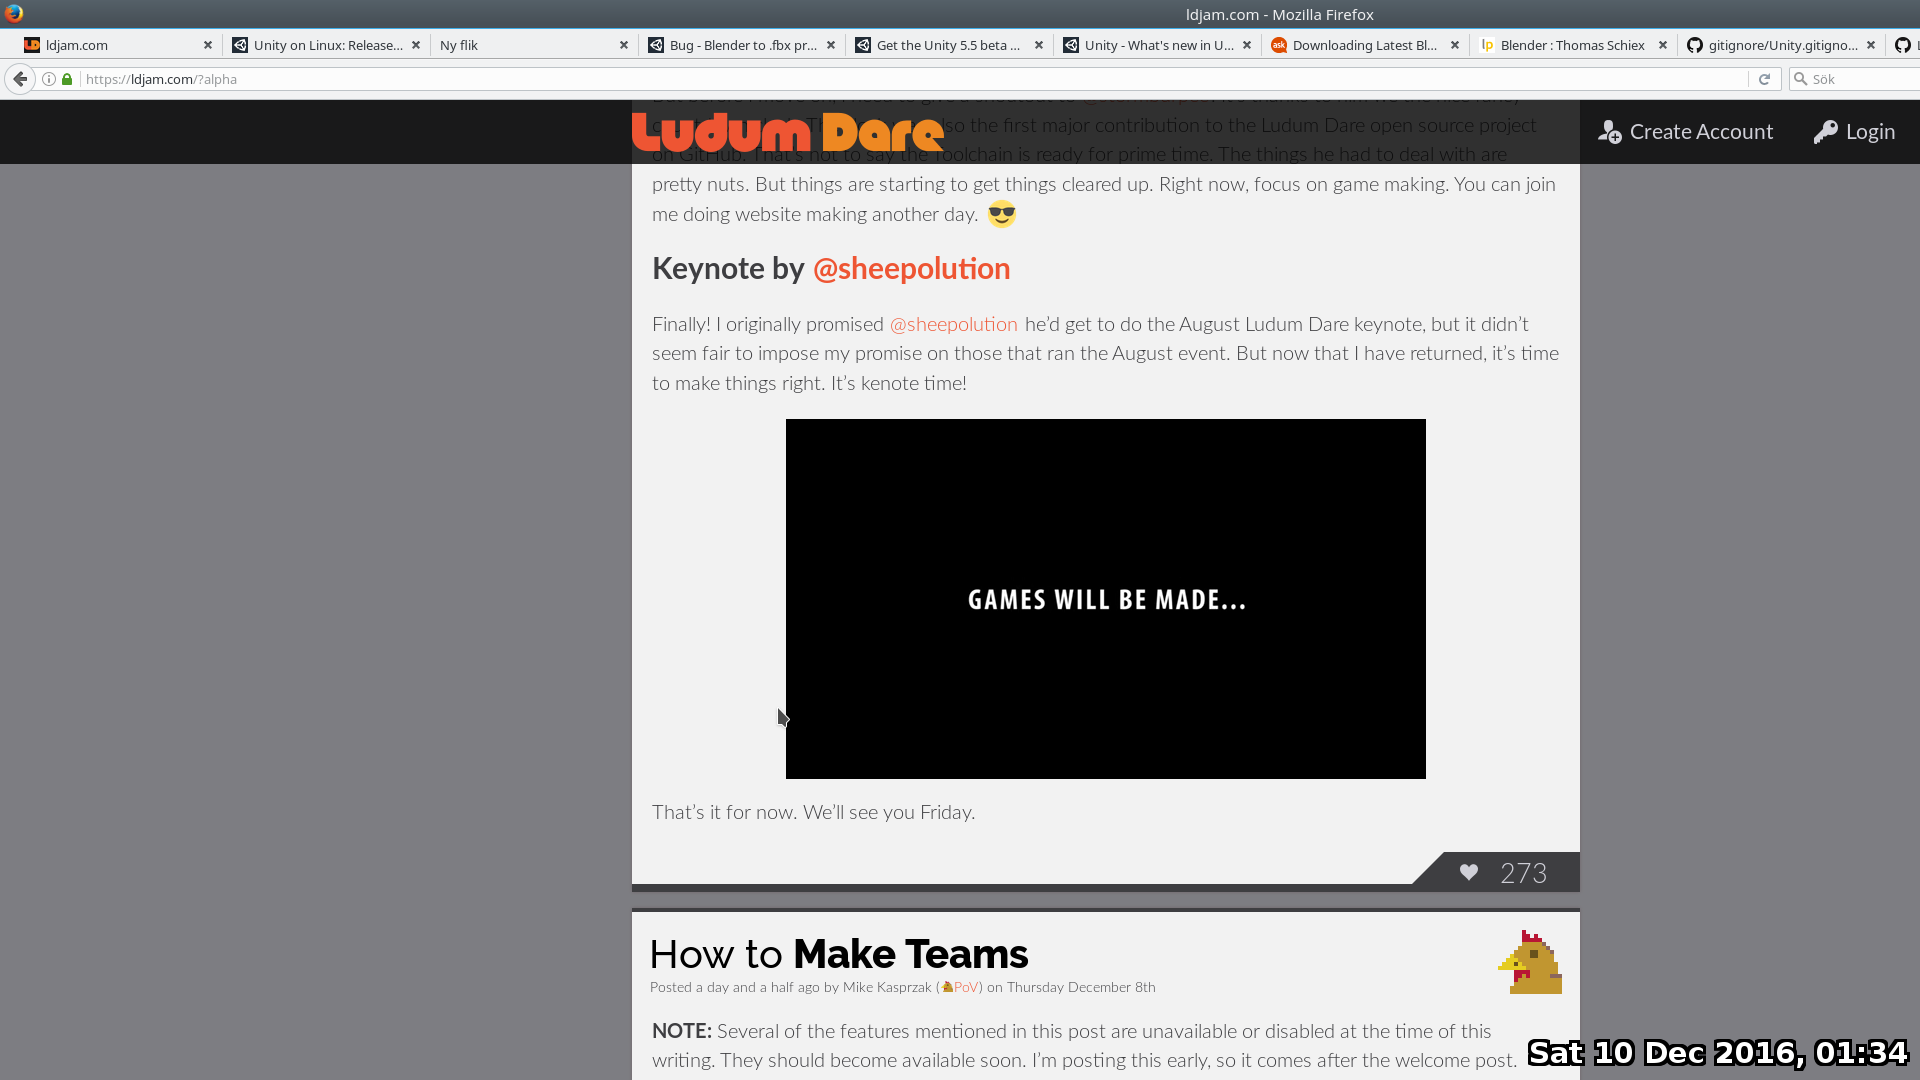 ldjam.com - Mozilla Firefox
ldjam.com
Unity on Linux: Release...
Ny flik
Bug - Blender to .fbx pr...
Get the Unity 5.5 beta ...
Unity - What's new in U...
Downloading Latest Bl...
Blender : Thomas Schiex
gitignore/Unity.gitigno...
https://ldjam.com/?alpha
Sök
Ludum Dare
Create Account
Login
also the first major contribution to the Ludum Dare open source project
on GitHub. That's not to say the Toolchain is ready for prime time. The things he had to deal with are
pretty nuts. But things are starting to get things cleared up. Right now, focus on game making. You can join
me doing website making another day.
Keynote by @sheepolution
Finally! I originally promised @sheepolution he’d get to do the August Ludum Dare keynote, but it didn’t
seem fair to impose my promise on those that ran the August event. But now that I have returned, it’s time
to make things right. It’s kenote time!
GAMES WILL BE MADE...
That’s it for now. We’ll see you Friday.
273
How to Make Teams
Posted a day and a half ago by Mike Kasprzak (PoV) on Thursday December 8th
NOTE: Several of the features mentioned in this post are unavailable or disabled at the time of this
writing. They should become available soon. I’m posting this early, so it comes after the welcome post.
Sat 10 Dec 2016, 01:34